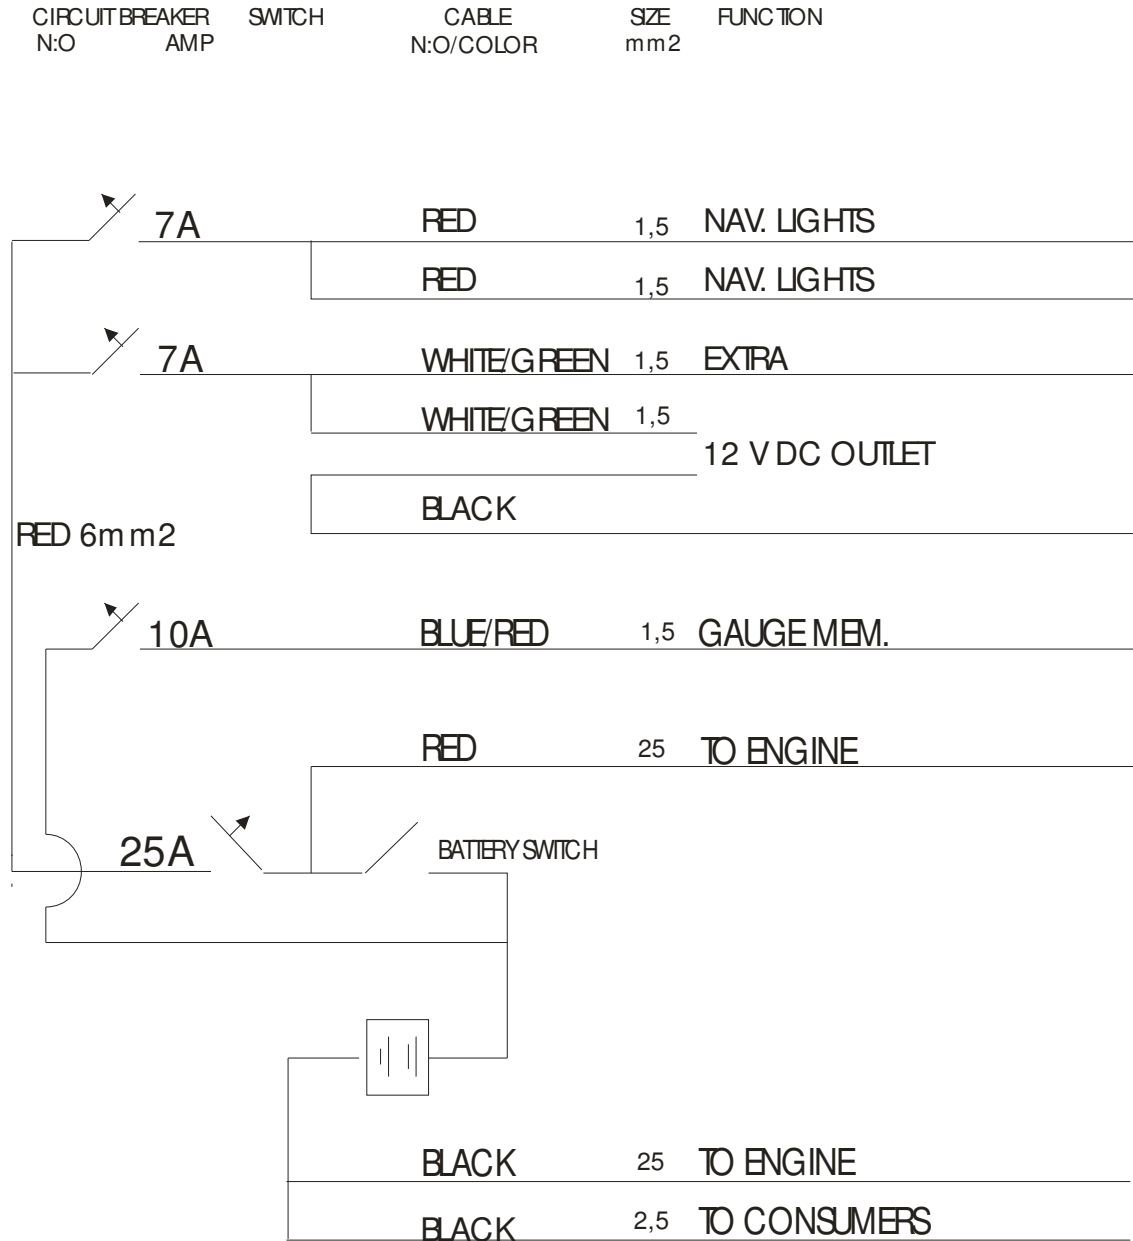 CIRCUIT BREAKER SWITCH CABLE SIZE FUNCTION
N:O AMP N:O/COLOR mm2
7A RED 1,5 NAV. LIGHTS
RED 1,5 NAV. LIGHTS
7A WHITE/GREEN 1,5 EXTRA
WHITE/GREEN 1,5
12 V DC OUTLET
BLACK
RED 6mm2
10A BLUE/RED 1,5 GAUGE MEM.
RED 25 TO ENGINE
25A BATTERY SWITCH
BLACK 25 TO ENGINE
BLACK 2,5 TO CONSUMERS